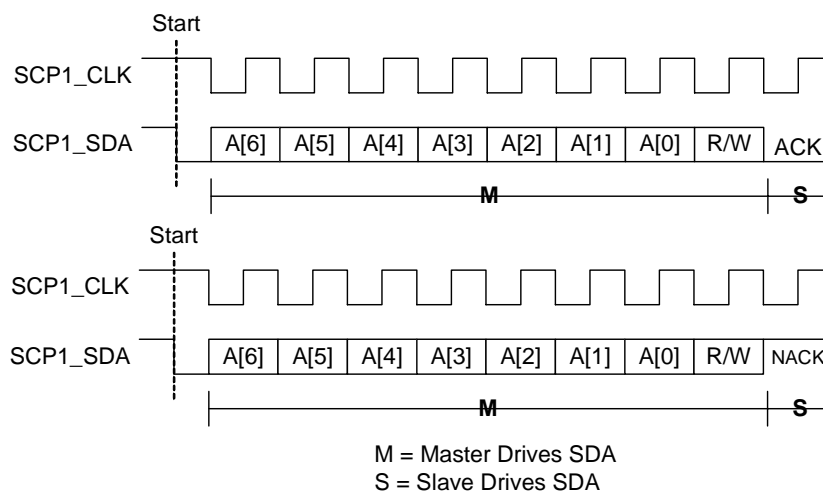 Start
SCP1_CLK
SCP1_SDA A[6] A[5] A[4] A[3] A[2] A[1] A[0] R/W ACK
M S
Start
SCP1_CLK
SCP1_SDA A[6] A[5] A[4] A[3] A[2] A[1] A[0] R/W NACK
M S
M = Master Drives SDA
S = Slave Drives SDA